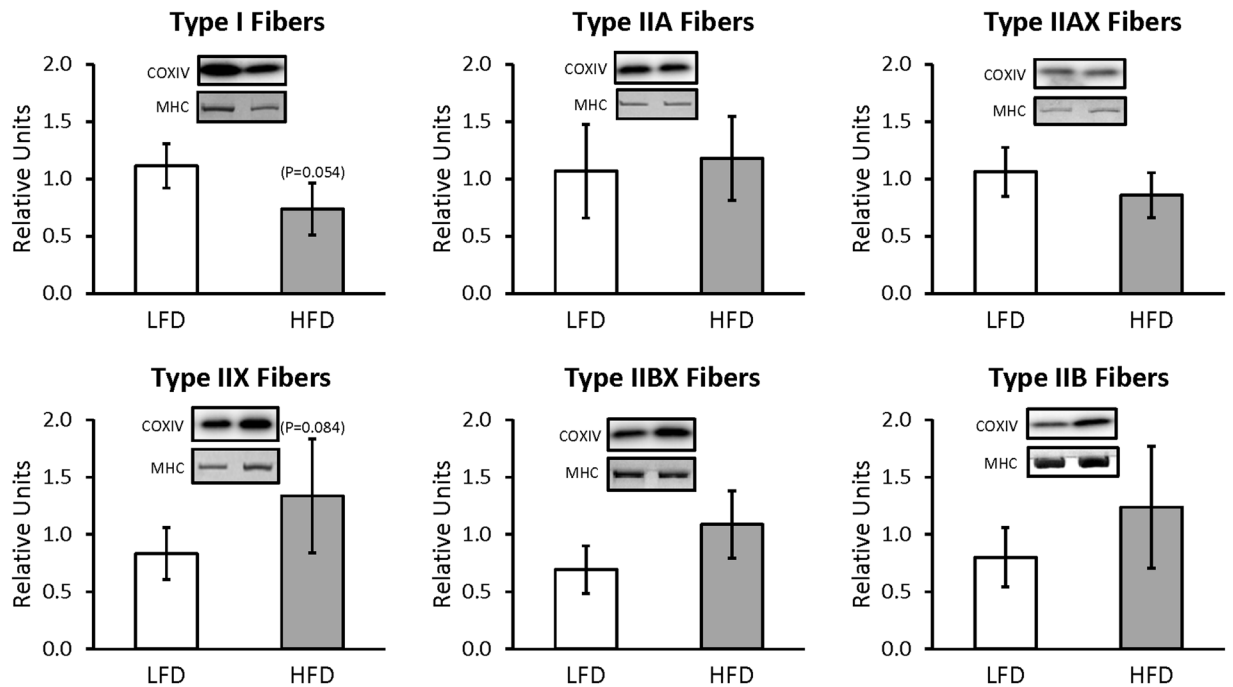 Type I Fibers
Relative Units
2.0
1.5
1.0
0.5
0.0
COXIV
MHC
(P=0.054)
LFD HFD
Type IIA Fibers
Relative Units
2.0
1.5
1.0
0.5
0.0
COXIV
MHC
LFD HFD
Type IIAX Fibers
Relative Units
2.0
1.5
1.0
0.5
0.0
COXIV
MHC
LFD HFD
Type IIX Fibers
Relative Units
2.0
1.5
1.0
0.5
0.0
COXIV
(P=0.084)
MHC
LFD HFD
Type IIBX Fibers
Relative Units
2.0
1.5
1.0
0.5
0.0
COXIV
MHC
LFD HFD
Type IIB Fibers
Relative Units
2.0
1.5
1.0
0.5
0.0
COXIV
MHC
LFD HFD